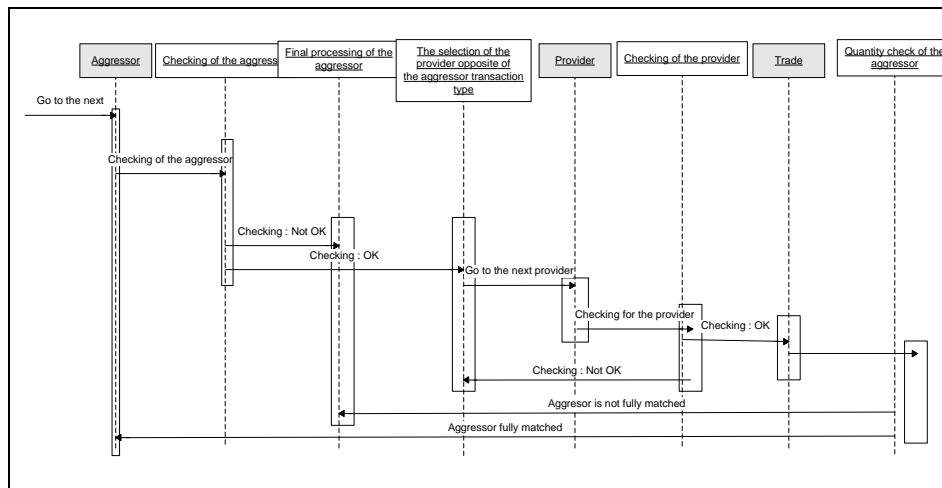 Aggressor
Checking of the aggress
Final processing of the
aggressor
The selection of the
provider opposite of
the aggressor transaction
type
Provider
Checking of the provider
Trade
Quantity check of the
aggressor
Go to the next
Checking of the aggressor
Checking : Not OK
Checking : OK
Go to the next provider
Checking for the provider
Checking : OK
Checking : Not OK
Aggresor is not fully matched
Aggressor fully matched